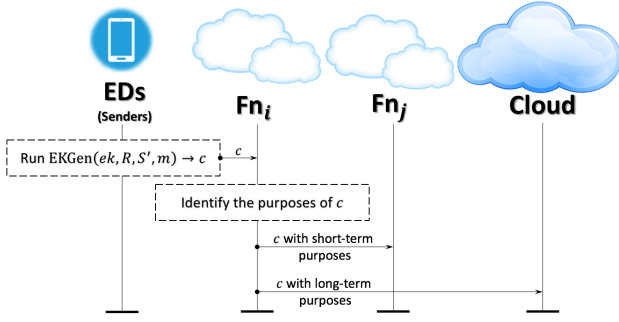 EDs
(Senders)
Fnᵢ
Fnⱼ
Cloud
Run EKGen(ek, R, S′, m) → c
c
Identify the purposes of c
c with short-term
purposes
c with long-term
purposes